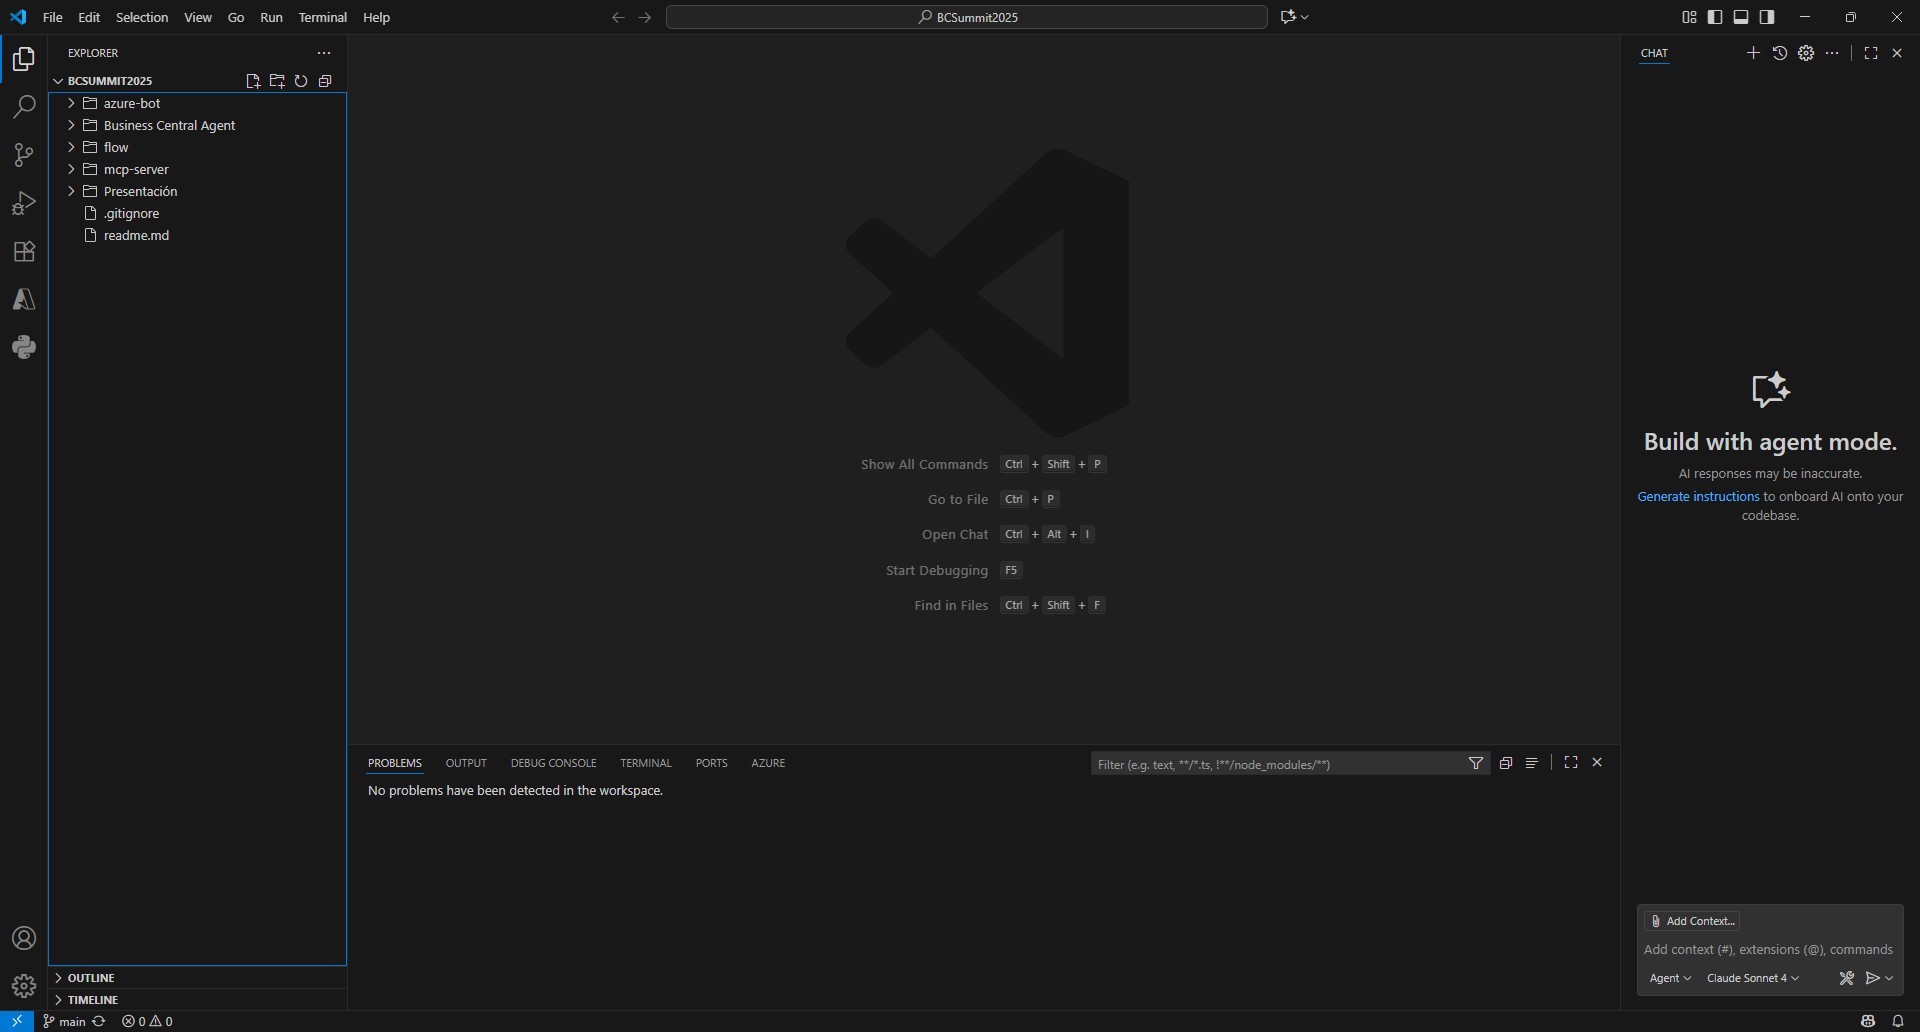 File Edit Selection View Go Run Terminal Help
BCSummit2025
EXPLORER
BCSUMMIT2025
azure-bot
Business Central Agent
flow
mcp-server
Presentación
.gitignore
readme.md
OUTLINE
TIMELINE
Show All Commands Ctrl + Shift + P
Go to File Ctrl + P
Open Chat Ctrl + Alt + I
Start Debugging F5
Find in Files Ctrl + Shift + F
PROBLEMS OUTPUT DEBUG CONSOLE TERMINAL PORTS AZURE
Filter (e.g. text, **/*.ts, !**/node_modules/**)
No problems have been detected in the workspace.
CHAT
Build with agent mode.
AI responses may be inaccurate.
Generate instructions to onboard AI onto your
codebase.
Add Context...
Add context (#), extensions (@), commands
Agent Claude Sonnet 4
main 0 0